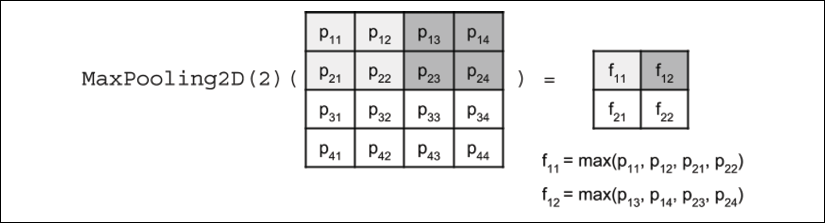 p11 p12 p13 p14
MaxPooling2D(2)( p21 p22 p23 p24 ) = f11 f12
p31 p32 p33 p34 f21 f22
p41 p42 p43 p44
f11 = max(p11, p12, p21, p22)
f12 = max(p13, p14, p23, p24)